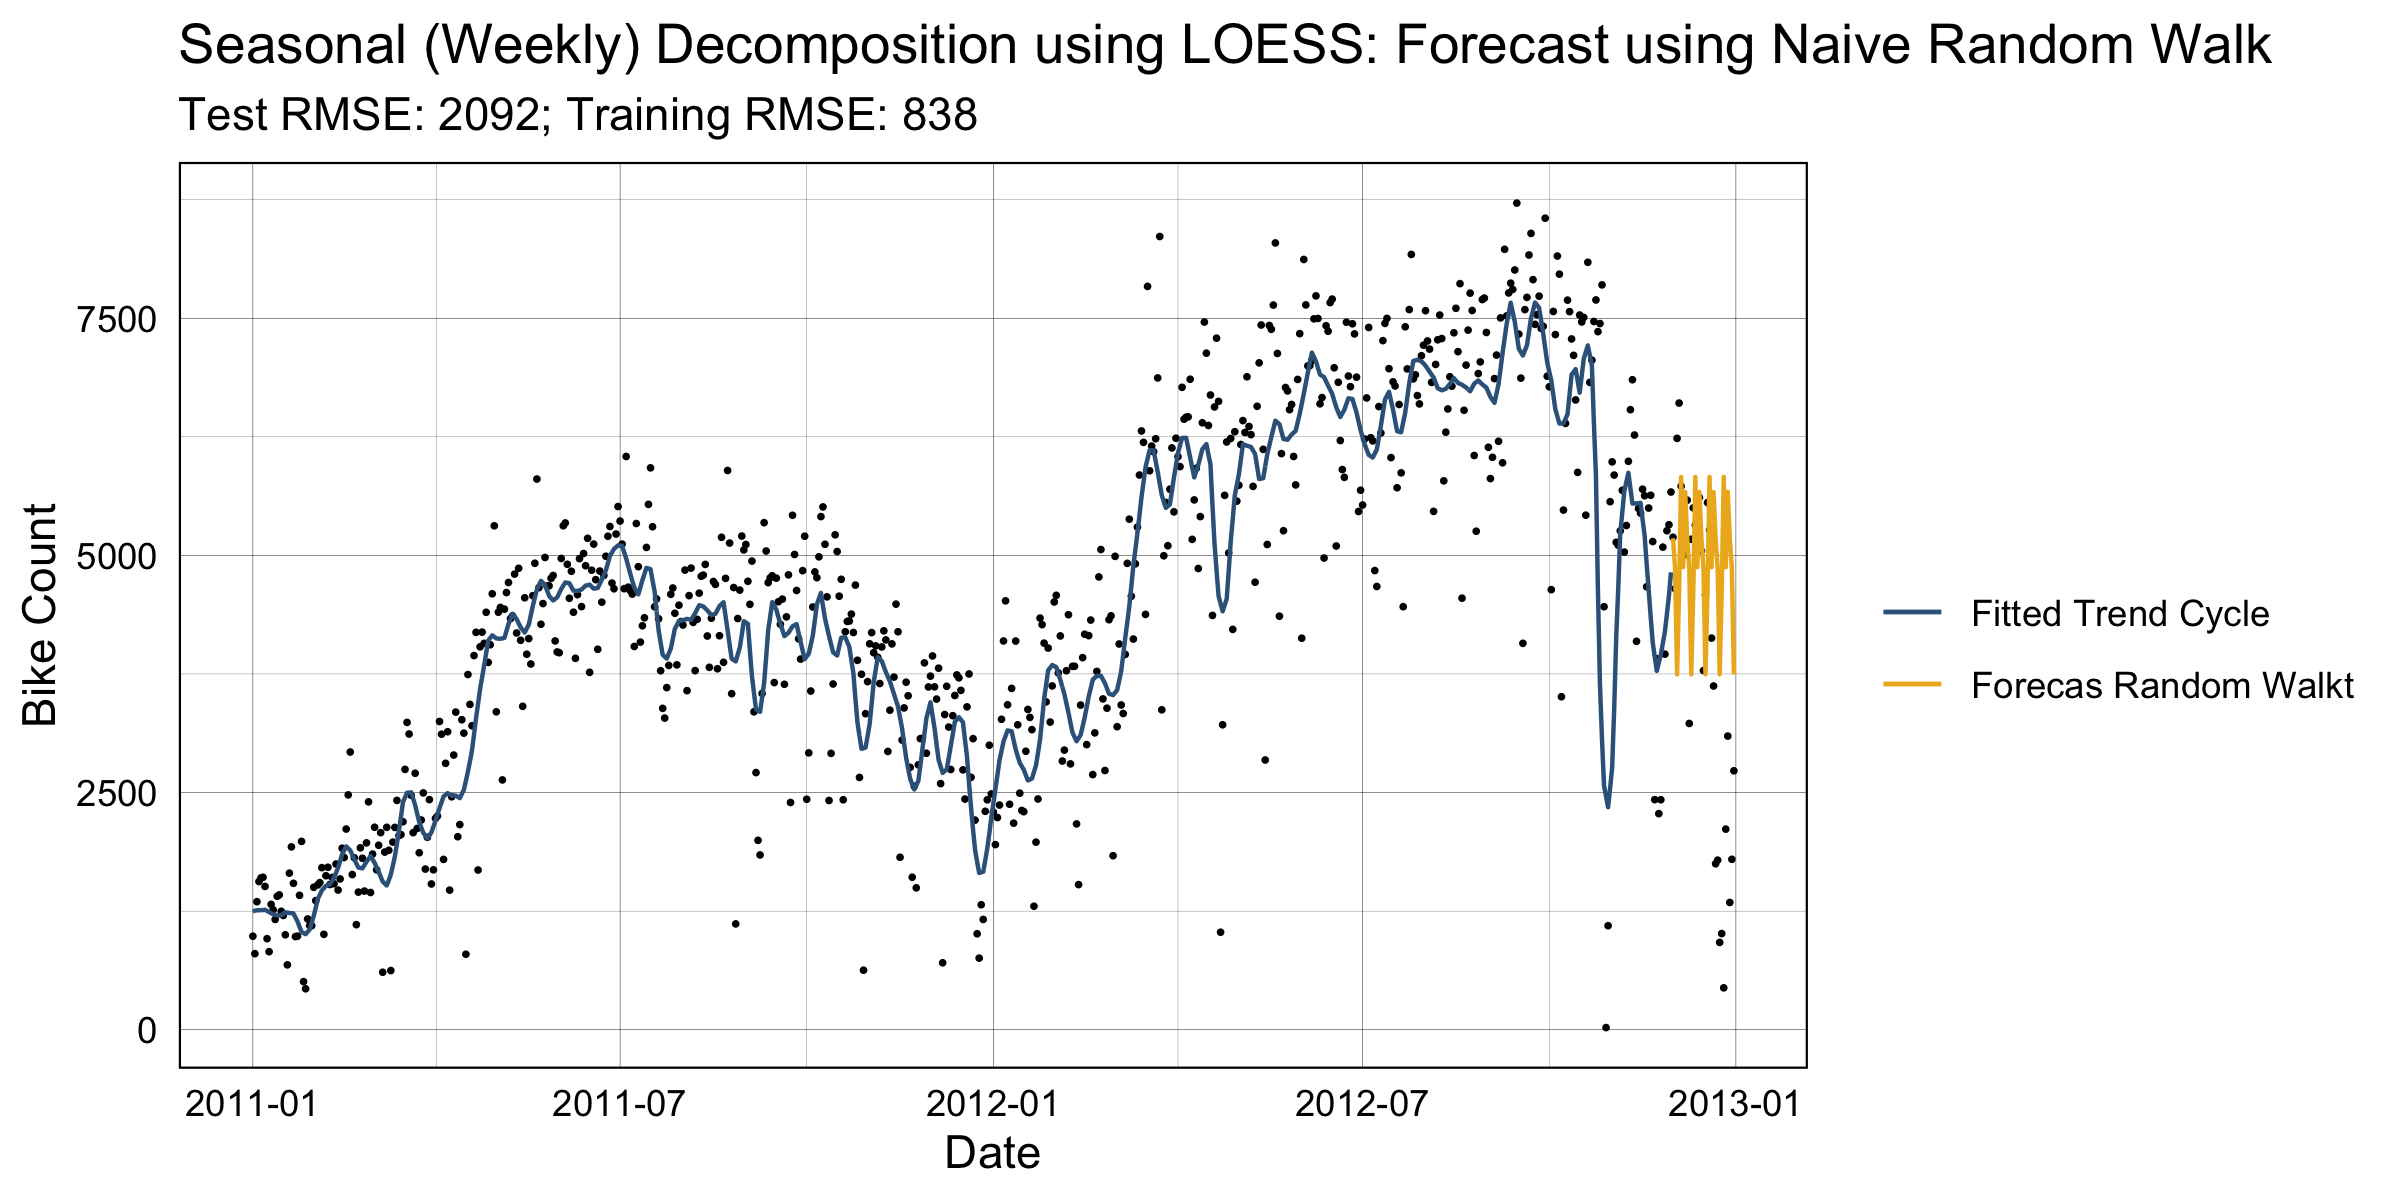 Seasonal (Weekly) Decomposition using LOESS: Forecast using Naive Random Walk
Test RMSE: 2092; Training RMSE: 838
Bike Count
7500
5000
2500
0
2011-01
2011-07
2012-01
2012-07
2013-01
Date
Fitted Trend Cycle
Forecas Random Walkt